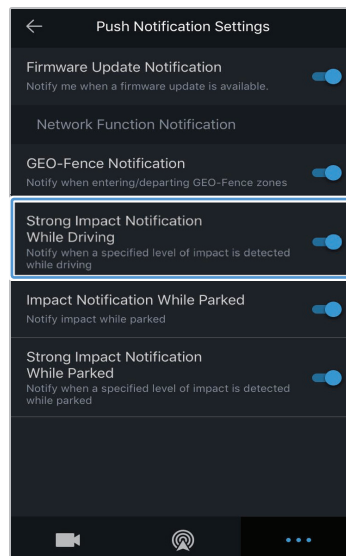 Push Notification Settings
Firmware Update Notification
Notify me when a firmware update is available.
Network Function Notification
GEO-Fence Notification
Notify when entering/departing GEO-Fence zones
Strong Impact Notification
While Driving
Notify when a specified level of impact is detected
while driving
Impact Notification While Parked
Notify impact while parked
Strong Impact Notification
While Parked
Notify when a specified level of impact is detected
while parked